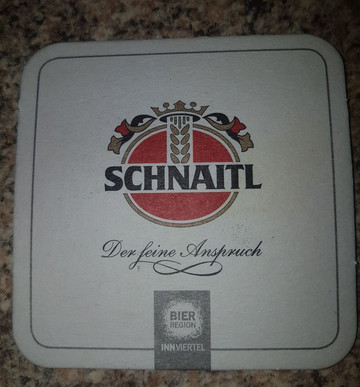 SCHNAITL
Der feine Anspruch
BIER
REGION
INNVIERTEL